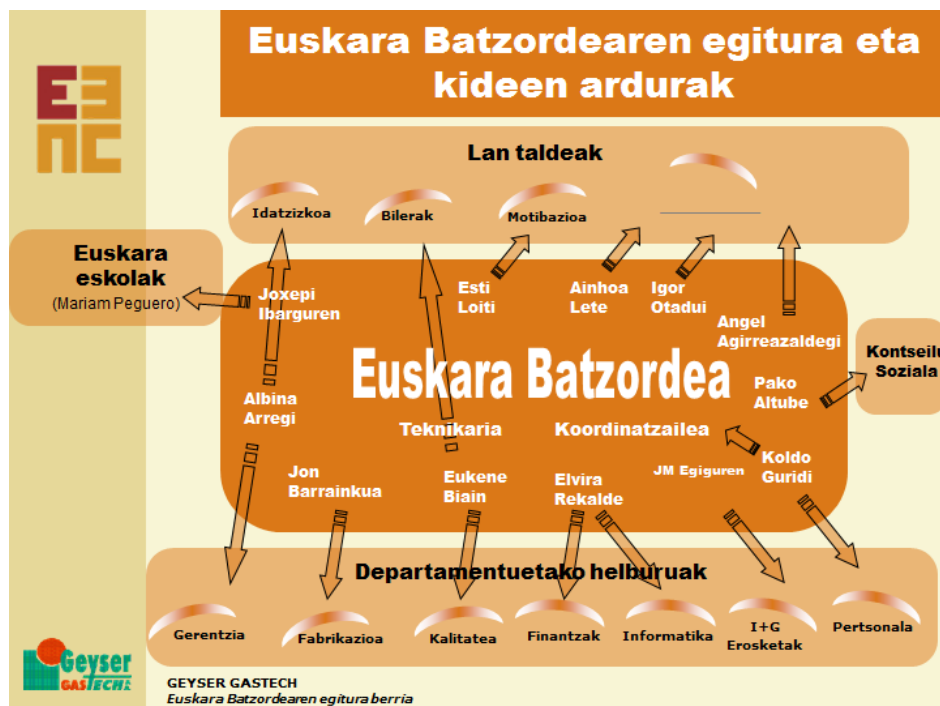 Euskara Batzordearen egitura eta
kideen ardurak
Lan taldeak
Idatzizkoa
Bilerak
Motibazioa
Euskara
eskolak
(Mariam Peguero)
Joxepi
Ibarguren
Esti
Loiti
Ainhoa
Lete
Igor
Otadui
Angel
Agirreazaldegi
Kontseilu
Soziala
Euskara Batzordea
Pako
Altube
Albina
Arregi
Teknikaria
Koordinatzailea
Jon
Barrainkua
Eukene
Biain
Elvira
Rekalde
JM Egiguren
Koldo
Guridi
Departamentuetako helburuak
Gerentzia
Fabrikazioa
Kalitatea
Finantzak
Informatika
I+G
Erosketak
Pertsonala
Geyser
GASTECH
GEYSER GASTECH
Euskara Batzordearen egitura berria